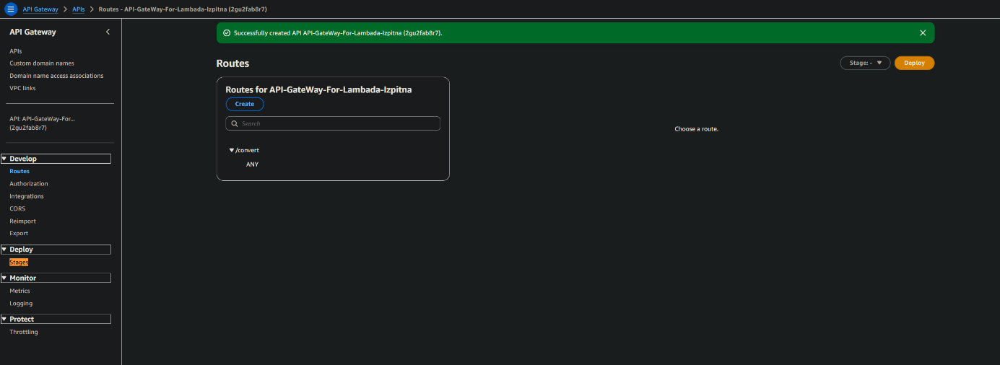 API Gateway > APIs > Routes - API-GateWay-For-Lambada-Izpitna (2gu2fab8r7)
API Gateway
APIs
Custom domain names
Domain name access associations
VPC links
API: API-GateWay-For...
(2gu2fab8r7)
Develop
Routes
Authorization
Integrations
CORS
Reimport
Export
Deploy
Stages
Monitor
Metrics
Logging
Protect
Throttling
Successfully created API API-GateWay-For-Lambada-Izpitna (2gu2fab8r7).
Routes
Stage: -
Deploy
Routes for API-GateWay-For-Lambada-Izpitna
Create
Search
/convert
ANY
Choose a route.